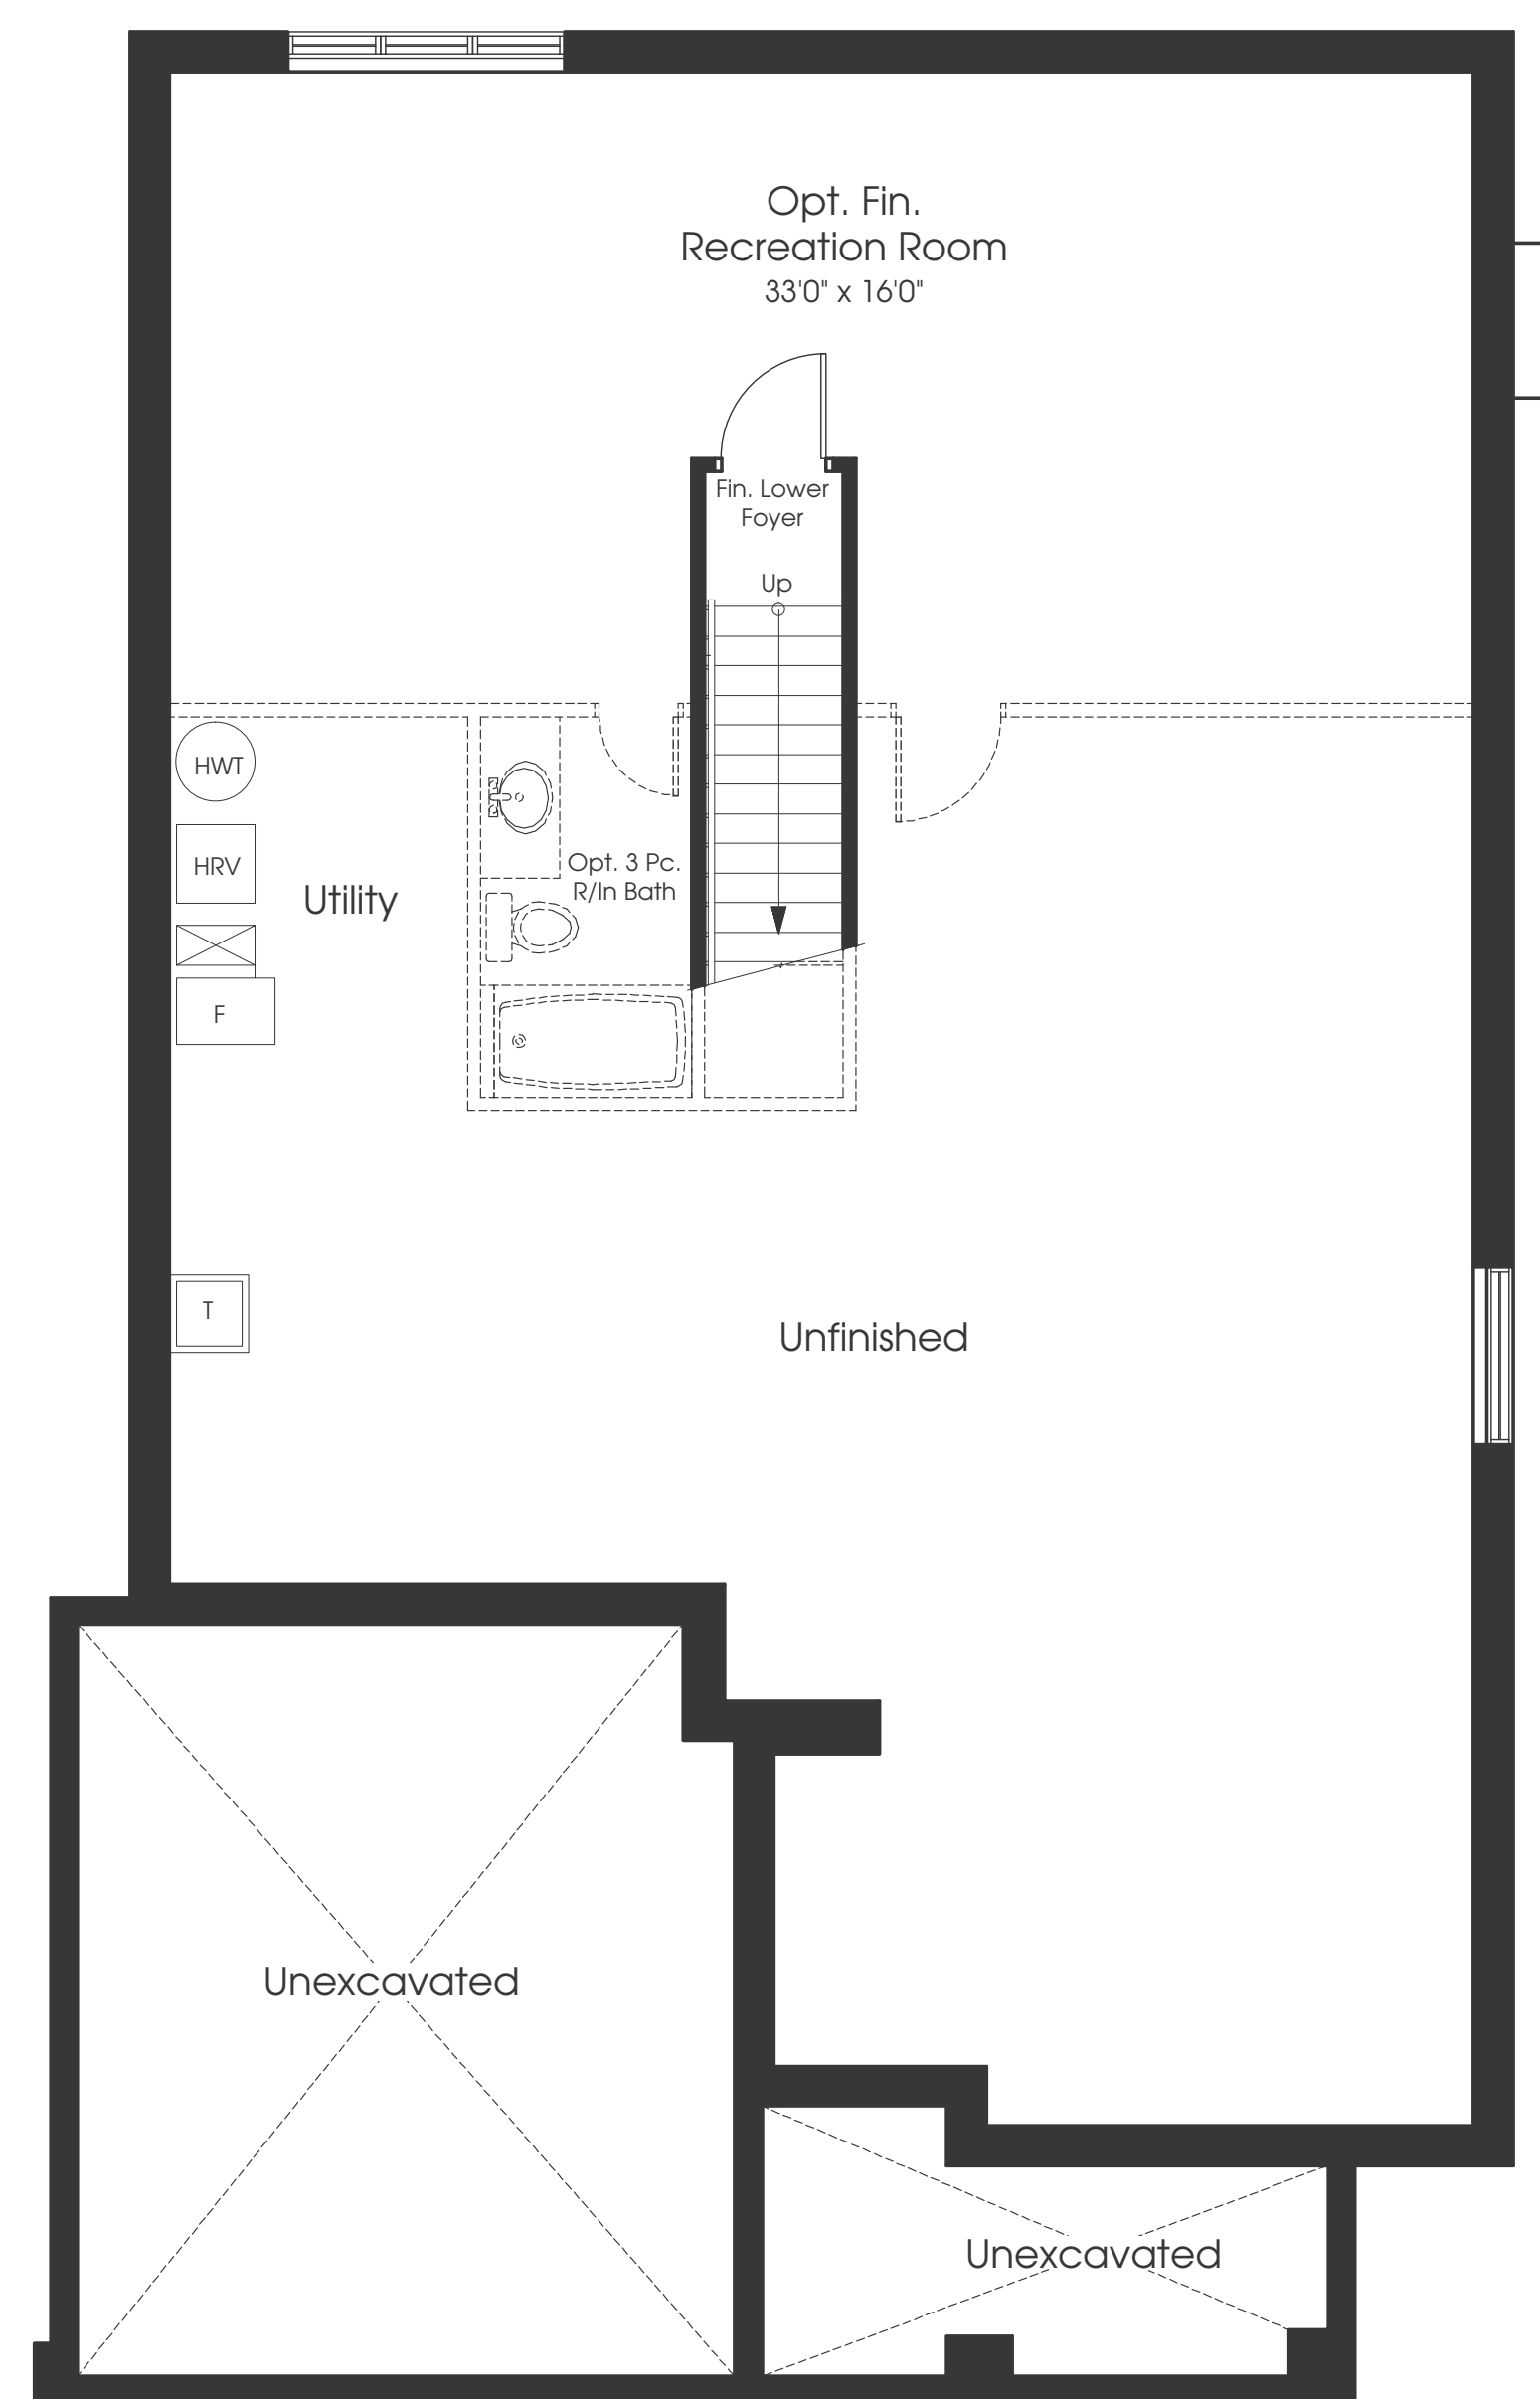 Opt. Fin.
Recreation Room
33'0" x 16'0"
Fin. Lower
Foyer
Up
HWT
HRV
Utility
Opt. 3 Pc.
R/In Bath
F
T
Unfinished
Unexcavated
Unexcavated